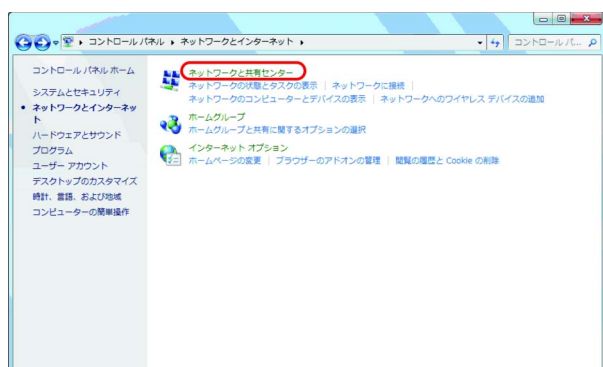 コントロール パネル ▸ ネットワークとインターネット ▸
コントロール パ...
コントロール パネル ホーム
システムとセキュリティ
ネットワークとインターネッ
ト
ハードウェアとサウンド
プログラム
ユーザー アカウント
デスクトップのカスタマイズ
時計、言語、および地域
コンピューターの簡単操作
ネットワークと共有センター
ネットワークの状態とタスクの表示 | ネットワークに接続 |
ネットワークのコンピューターとデバイスの表示 | ネットワークへのワイヤレス デバイスの追加
ホームグループ
ホームグループと共有に関するオプションの選択
インターネット オプション
ホームページの変更 | ブラウザーのアドオンの管理 | 閲覧の履歴と Cookie の削除